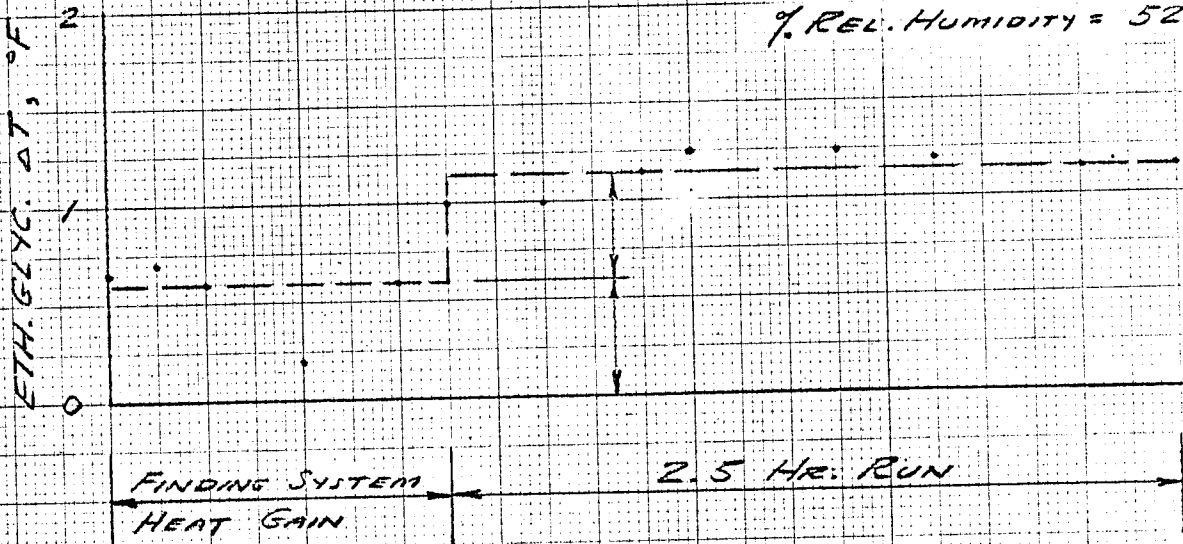 % REL. HUMIDITY = 52
ETH. GLYC. ΔT, °F
2
1
0
FINDING SYSTEM
HEAT GAIN
2.5 HR. RUN